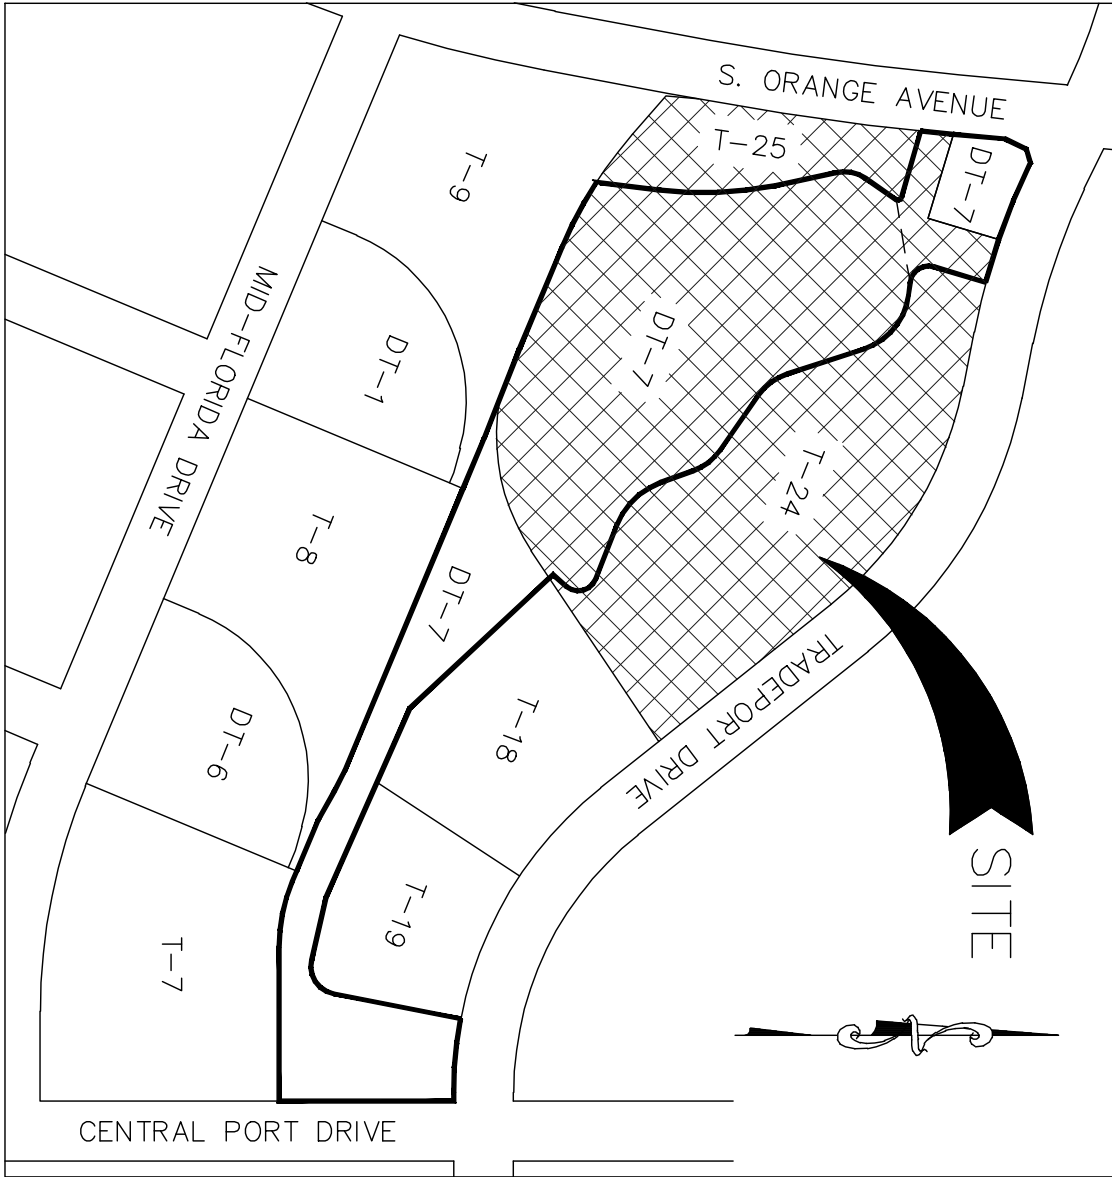 S. ORANGE AVENUE
T-25
DT-7
T-9
MID-FLORIDA DRIVE
DT-1
DT-7
T-24
T-8
DT-7
TRADEPORT DRIVE
DT-6
T-18
SITE
T-19
T-7
CENTRAL PORT DRIVE